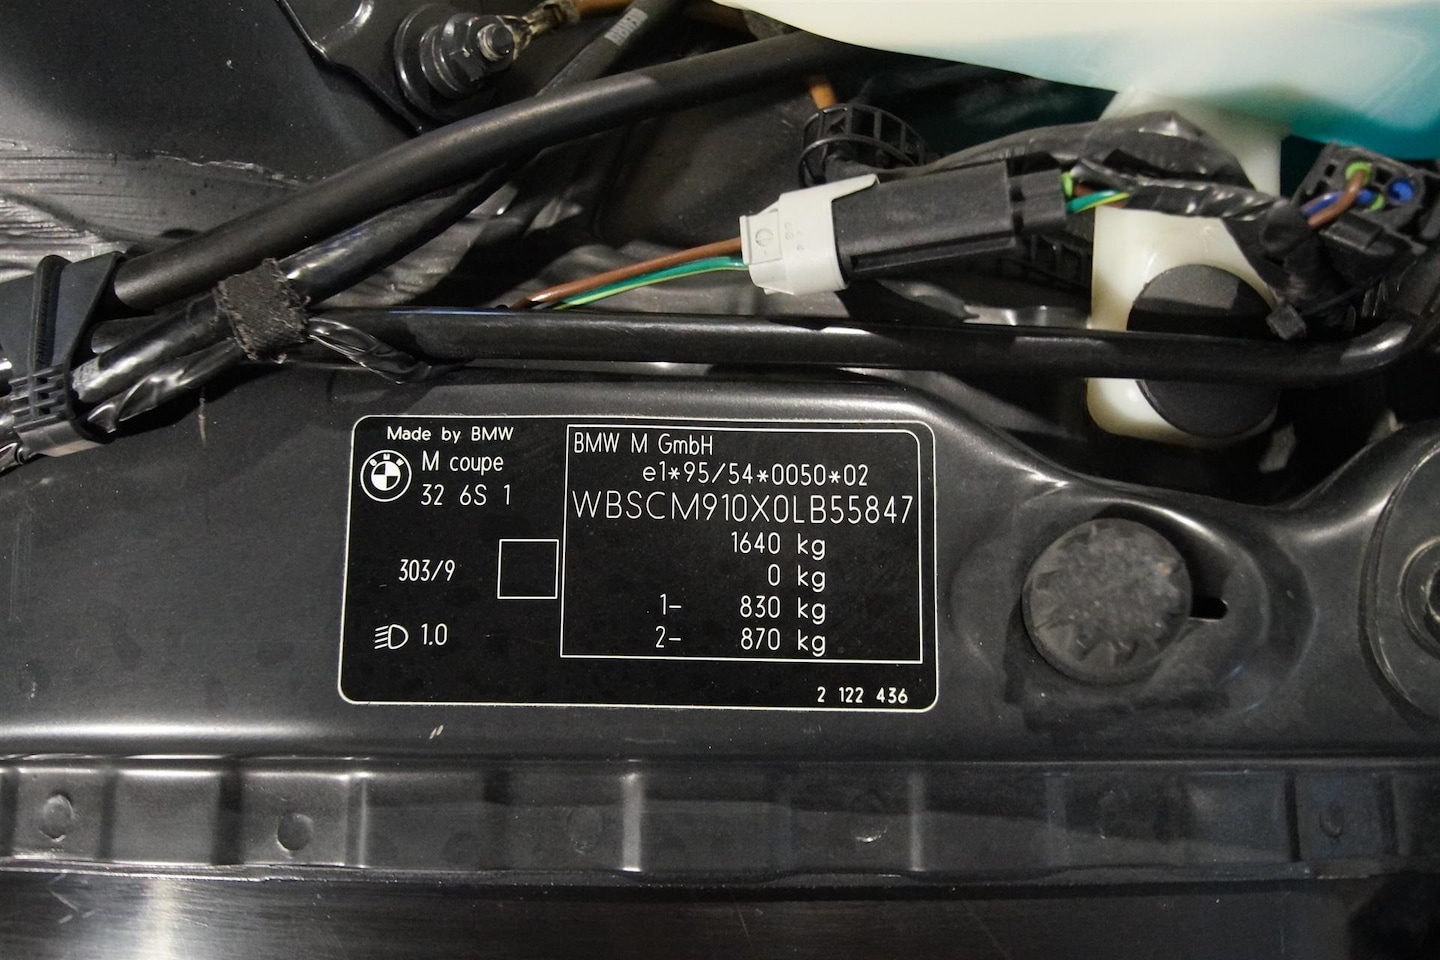 Made by BMW
M coupe
32 6S 1
303/9
1.0
BMW M GmbH
e1*95/54*0050*02
WBSCM910X0LB55847
1640 kg
0 kg
1- 830 kg
2- 870 kg
2 122 436